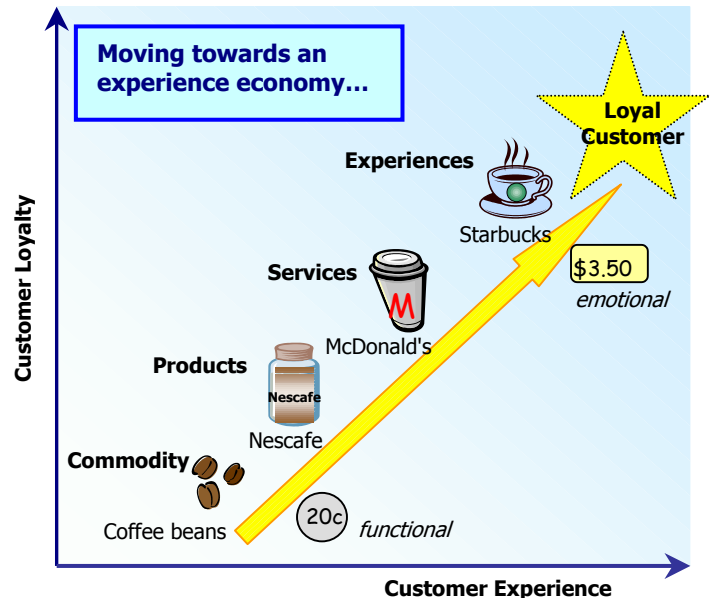 Moving towards an
experience economy…
Loyal
Customer
Experiences
Starbucks
$3.50
emotional
Services
M
McDonald's
Products
Nescafe
Nescafe
Commodity
Coffee beans
20c
functional
Customer Loyalty
Customer Experience